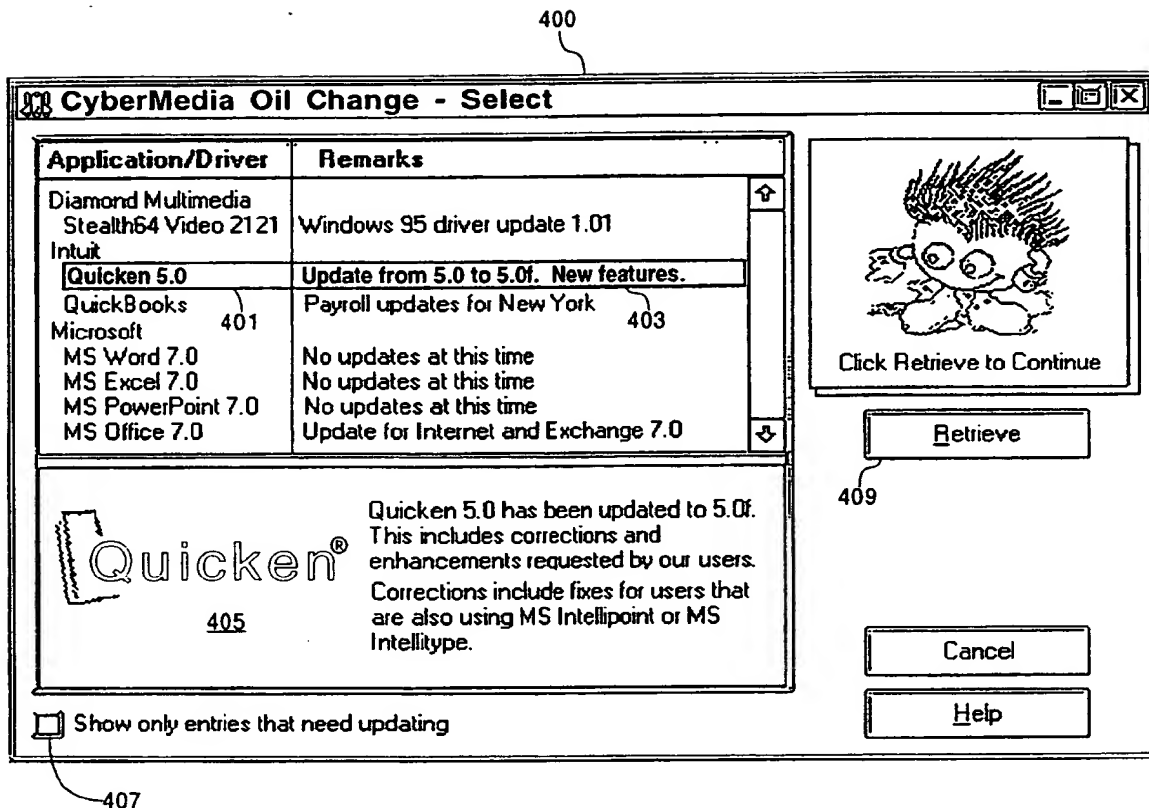 400
CyberMedia Oil Change - Select
Application/Driver Remarks
Diamond Multimedia
Stealth64 Video 2121 Windows 95 driver update 1.01
Intuit
Quicken 5.0 Update from 5.0 to 5.0f. New features.
QuickBooks Payroll updates for New York
401 403
Microsoft
MS Word 7.0 No updates at this time
MS Excel 7.0 No updates at this time
MS PowerPoint 7.0 No updates at this time
MS Office 7.0 Update for Internet and Exchange 7.0
Click Retrieve to Continue
Retrieve
409
Quicken®
405
Quicken 5.0 has been updated to 5.0f.
This includes corrections and
enhancements requested by our users.
Corrections include fixes for users that
are also using MS Intellipoint or MS
Intellitype.
Cancel
Help
Show only entries that need updating
407